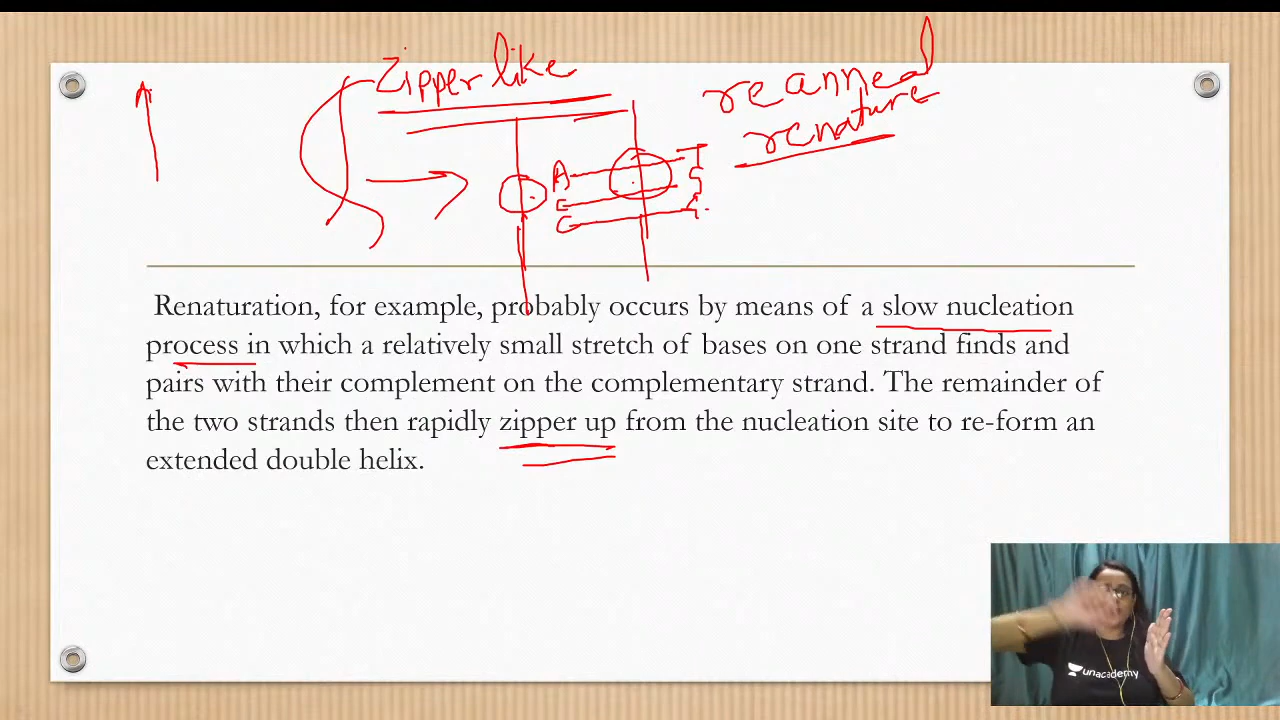 Zipper like
reanneal
renature
A T
C G
Renaturation, for example, probably occurs by means of a slow nucleation
process in which a relatively small stretch of bases on one strand finds and
pairs with their complement on the complementary strand. The remainder of
the two strands then rapidly zipper up from the nucleation site to re-form an
extended double helix.
unacademy